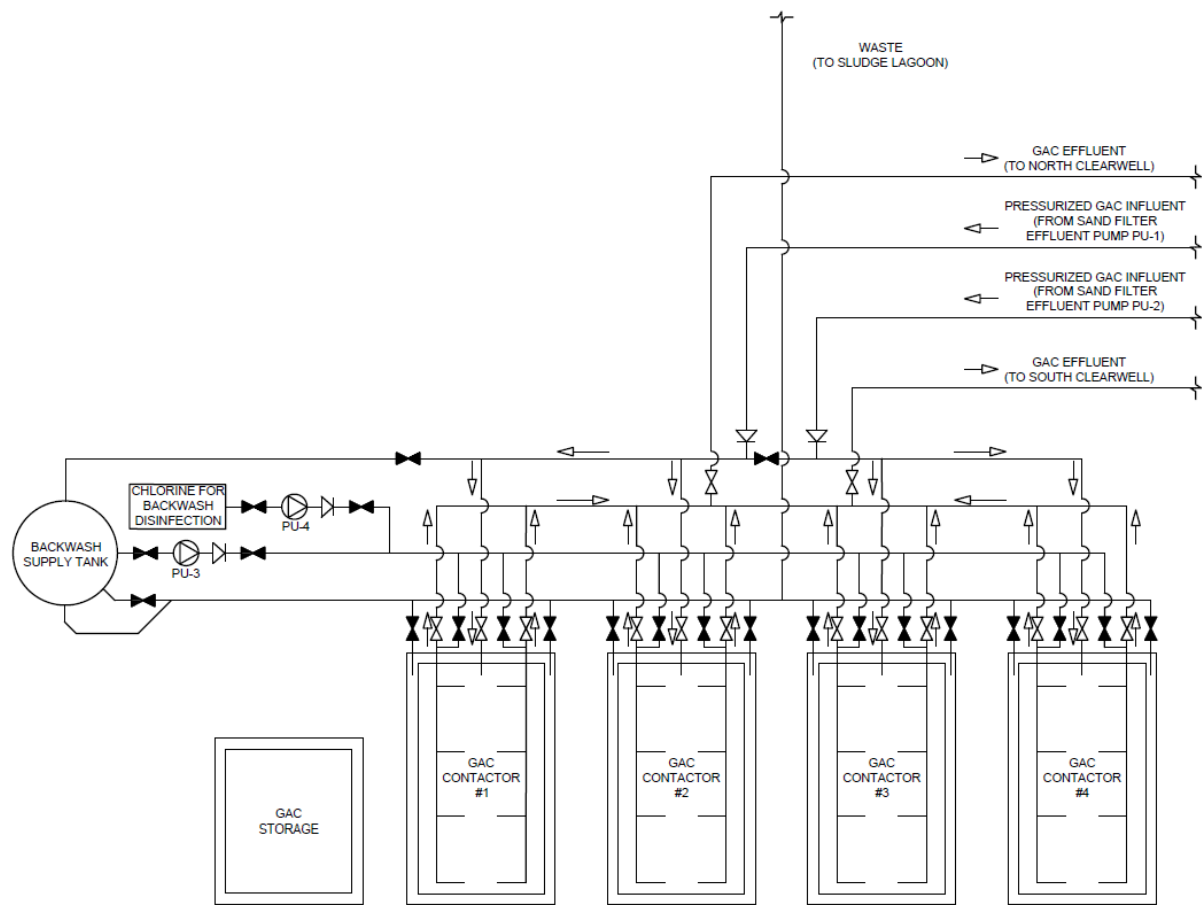 WASTE
(TO SLUDGE LAGOON)
GAC EFFLUENT
(TO NORTH CLEARWELL)
PRESSURIZED GAC INFLUENT
(FROM SAND FILTER
EFFLUENT PUMP PU-1)
PRESSURIZED GAC INFLUENT
(FROM SAND FILTER
EFFLUENT PUMP PU-2)
GAC EFFLUENT
(TO SOUTH CLEARWELL)
CHLORINE FOR
BACKWASH
DISINFECTION
PU-4
BACKWASH
SUPPLY TANK
PU-3
GAC
STORAGE
GAC
CONTACTOR
#1
GAC
CONTACTOR
#2
GAC
CONTACTOR
#3
GAC
CONTACTOR
#4